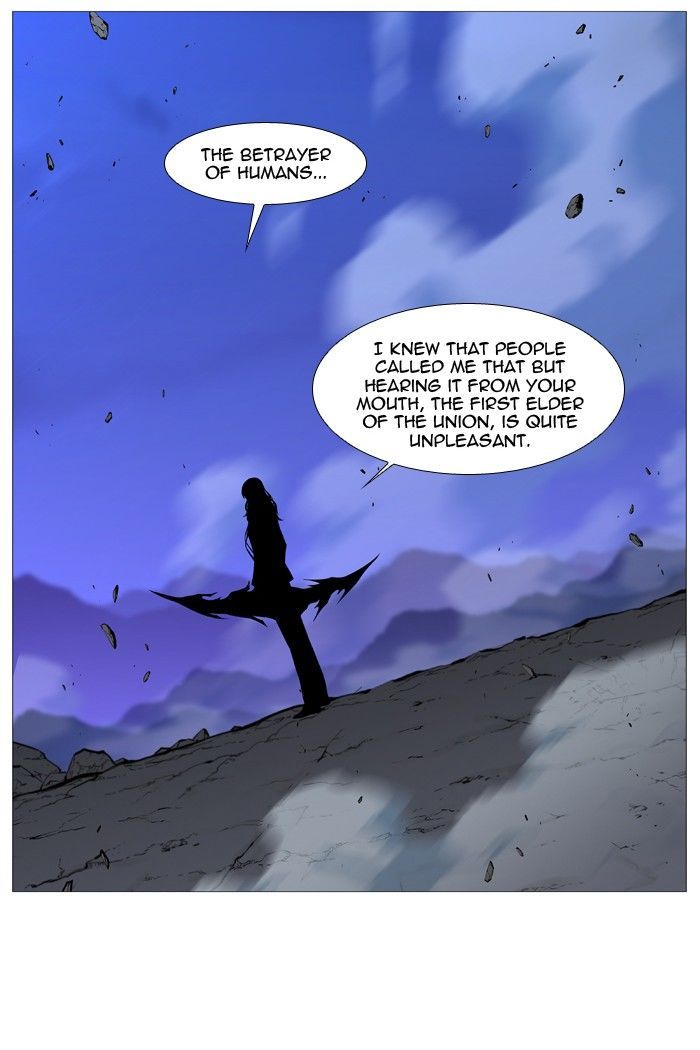 THE BETRAYER
OF HUMANS...
I KNEW THAT PEOPLE
CALLED ME THAT BUT
HEARING IT FROM YOUR
MOUTH, THE FIRST ELDER
OF THE UNION, IS QUITE
UNPLEASANT.